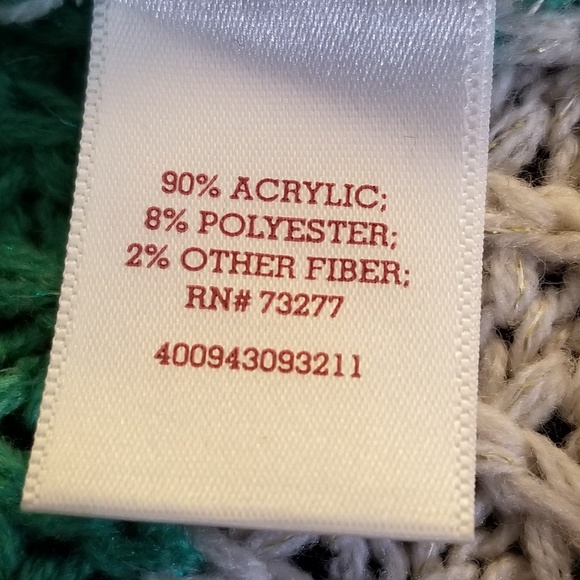 90% ACRYLIC;
8% POLYESTER;
2% OTHER FIBER;
RN# 73277
400943093211